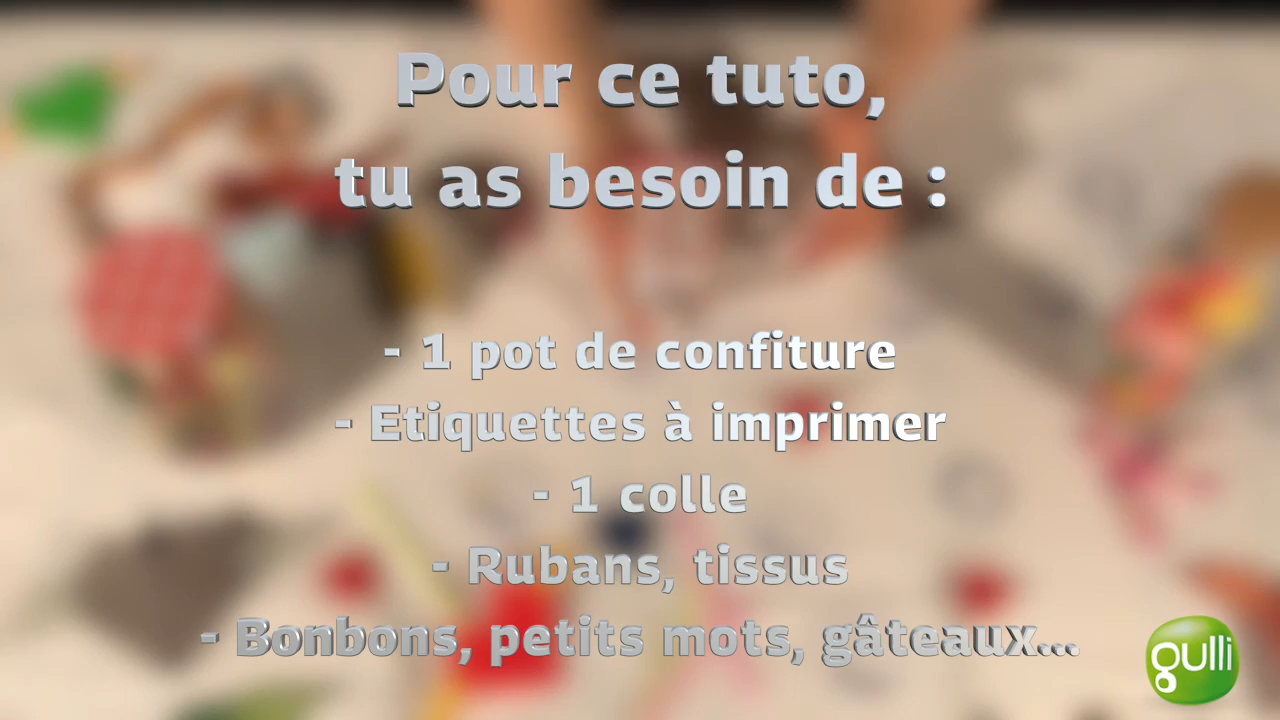 Pour ce tuto,
tu as besoin de :
- 1 pot de confiture
- Etiquettes à imprimer
- 1 colle
- Rubans, tissus
- Bonbons, petits mots, gâteaux...
gulli